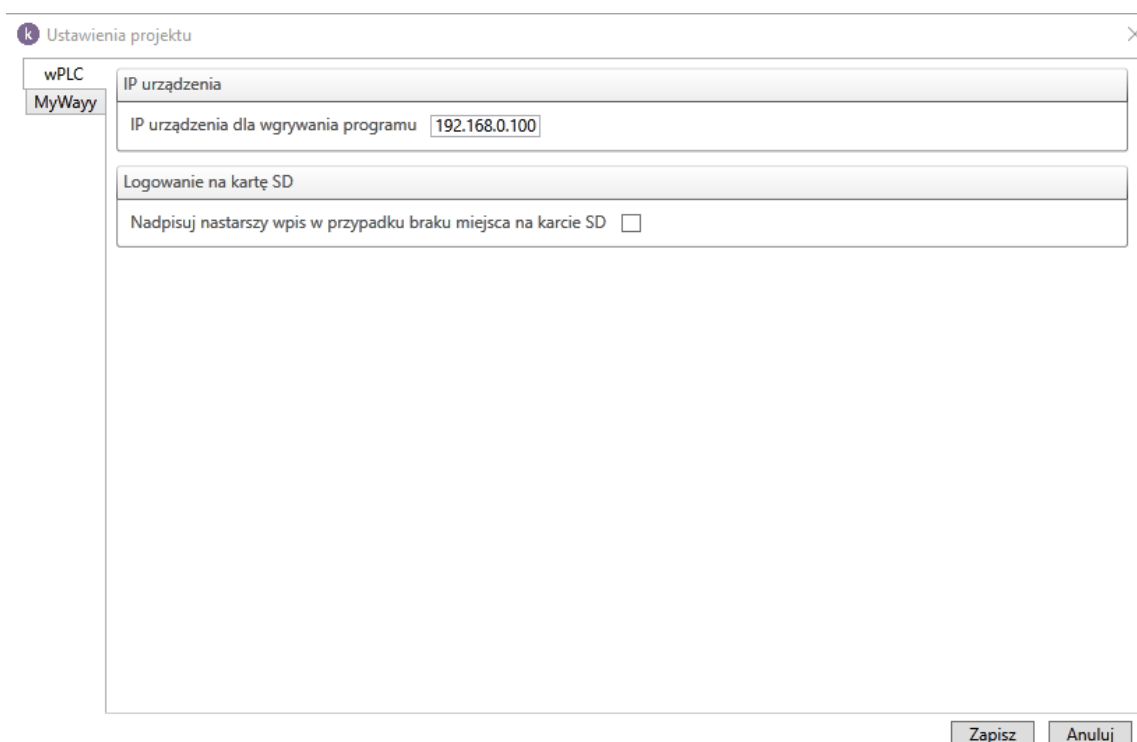 k Ustawienia projektu
wPLC
MyWayy
IP urządzenia
IP urządzenia dla wgrywania programu 192.168.0.100
Logowanie na kartę SD
Nadpisuj nastarszy wpis w przypadku braku miejsca na karcie SD
Zapisz Anuluj